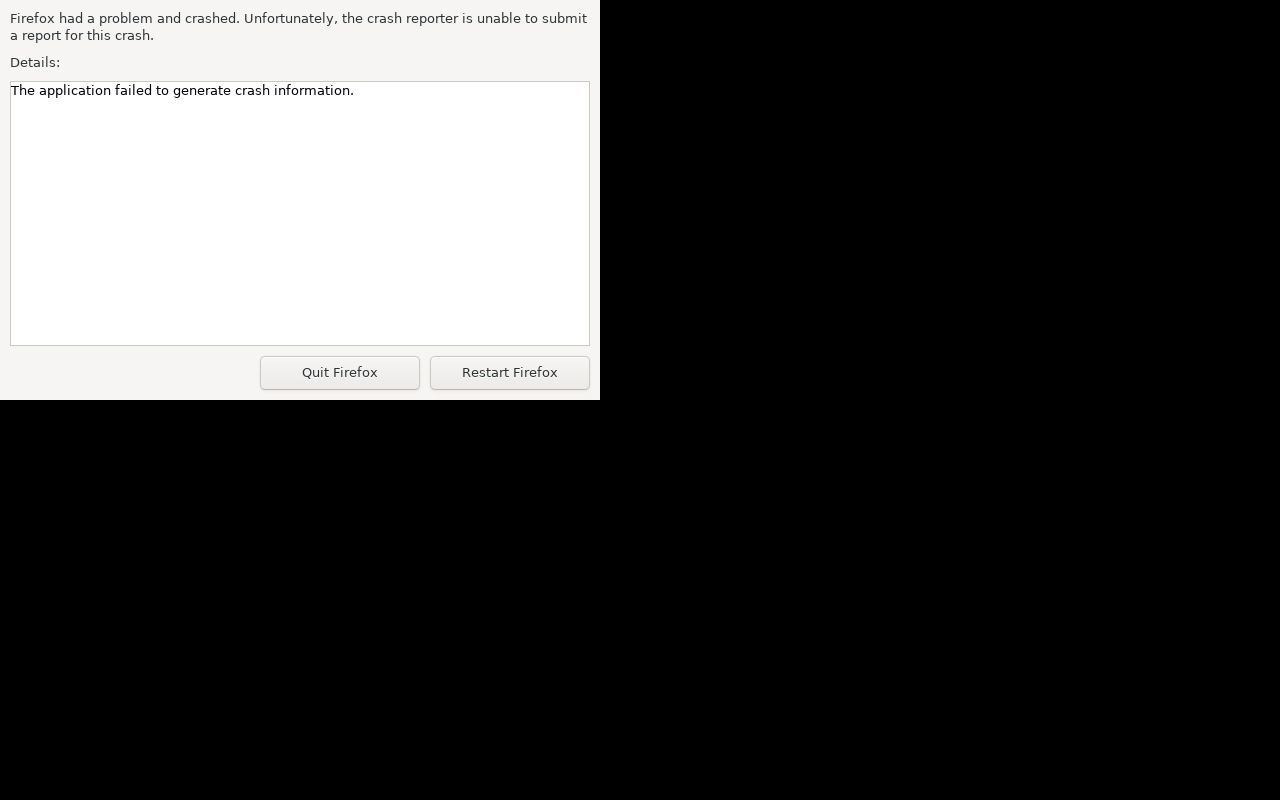 Firefox had a problem and crashed. Unfortunately, the crash reporter is unable to submit
a report for this crash.
Details:
The application failed to generate crash information.
Quit Firefox
Restart Firefox